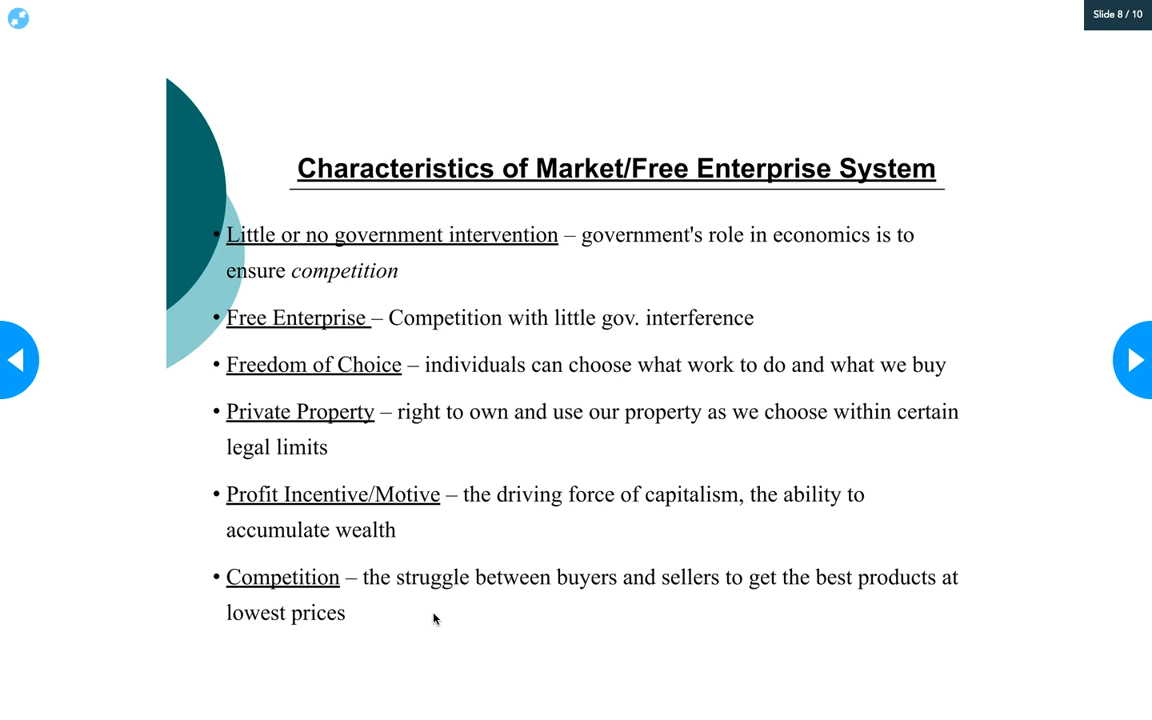 Slide 8 / 10
Characteristics of Market/Free Enterprise System
• Little or no government intervention – government's role in economics is to
ensure competition
• Free Enterprise – Competition with little gov. interference
• Freedom of Choice – individuals can choose what work to do and what we buy
• Private Property – right to own and use our property as we choose within certain
legal limits
• Profit Incentive/Motive – the driving force of capitalism, the ability to
accumulate wealth
• Competition – the struggle between buyers and sellers to get the best products at
lowest prices